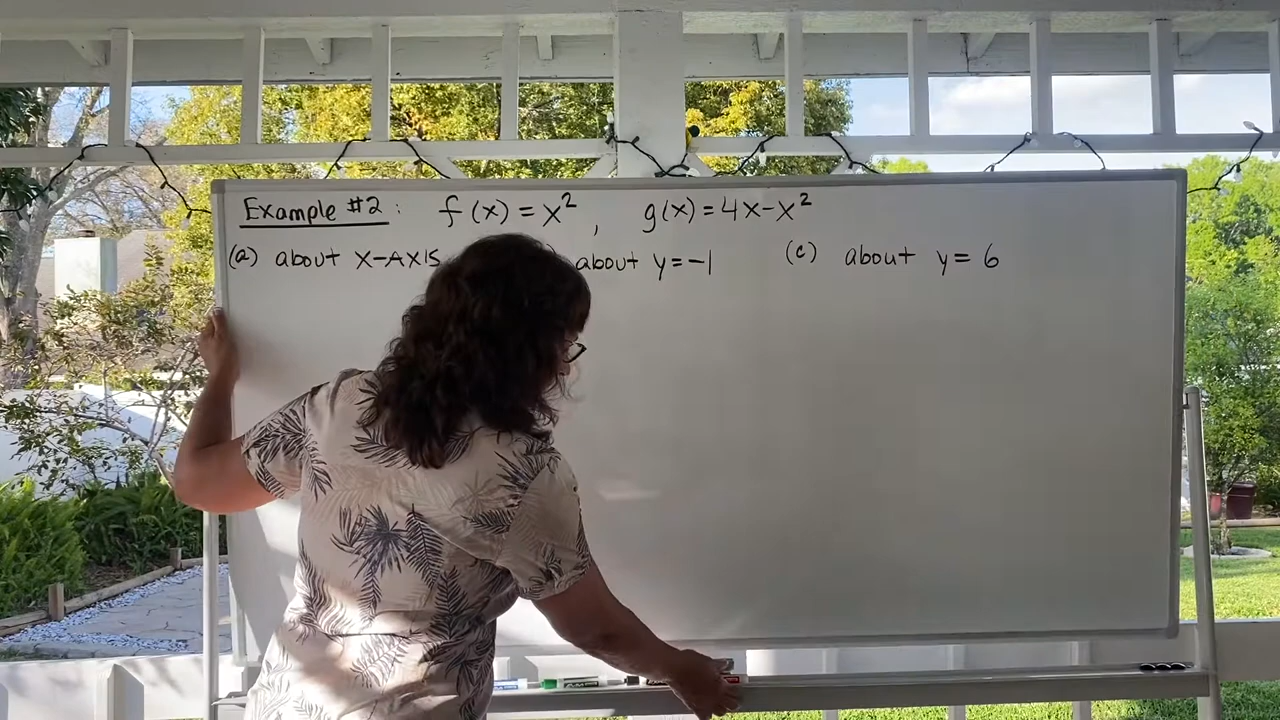 Example #2: f(x) = x², g(x) = 4x-x²
(a) about X-AXIS ) about y=-1 (c) about y= 6